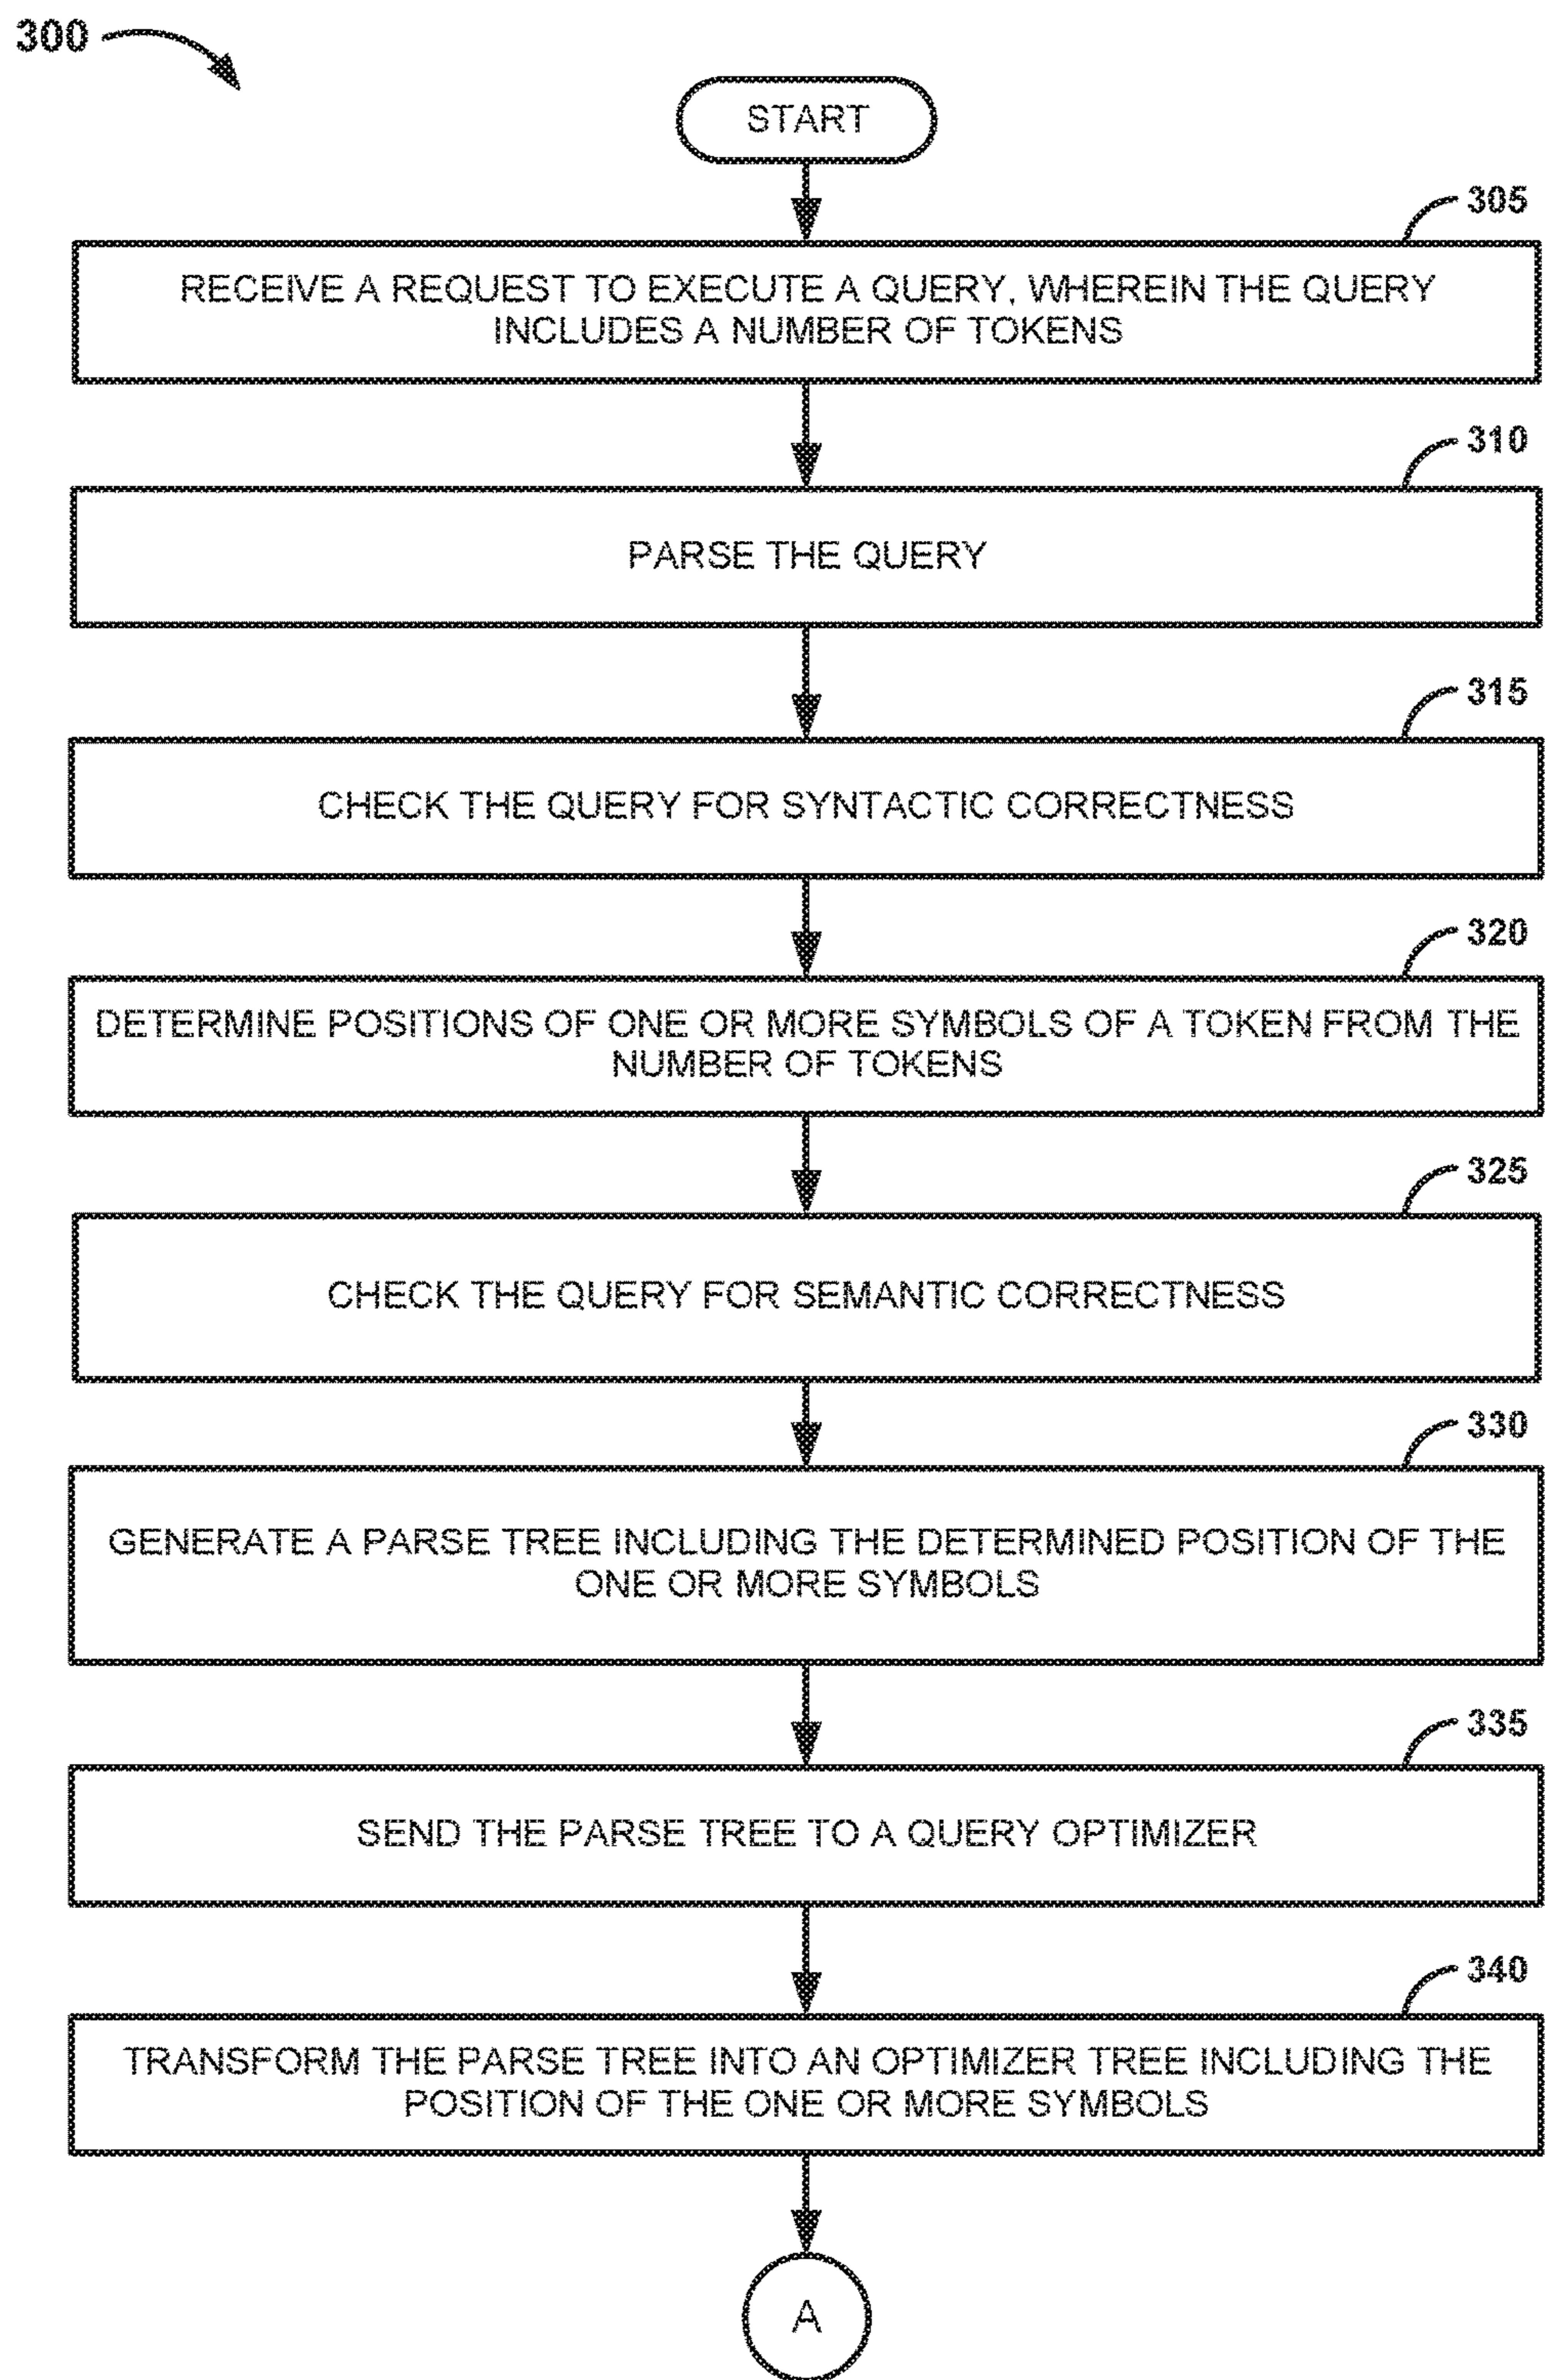 300
START
305
RECEIVE A REQUEST TO EXECUTE A QUERY, WHEREIN THE QUERY
INCLUDES A NUMBER OF TOKENS
310
PARSE THE QUERY
315
CHECK THE QUERY FOR SYNTACTIC CORRECTNESS
320
DETERMINE POSITIONS OF ONE OR MORE SYMBOLS OF A TOKEN FROM THE
NUMBER OF TOKENS
325
CHECK THE QUERY FOR SEMANTIC CORRECTNESS
330
GENERATE A PARSE TREE INCLUDING THE DETERMINED POSITION OF THE
ONE OR MORE SYMBOLS
335
SEND THE PARSE TREE TO A QUERY OPTIMIZER
340
TRANSFORM THE PARSE TREE INTO AN OPTIMIZER TREE INCLUDING THE
POSITION OF THE ONE OR MORE SYMBOLS
A